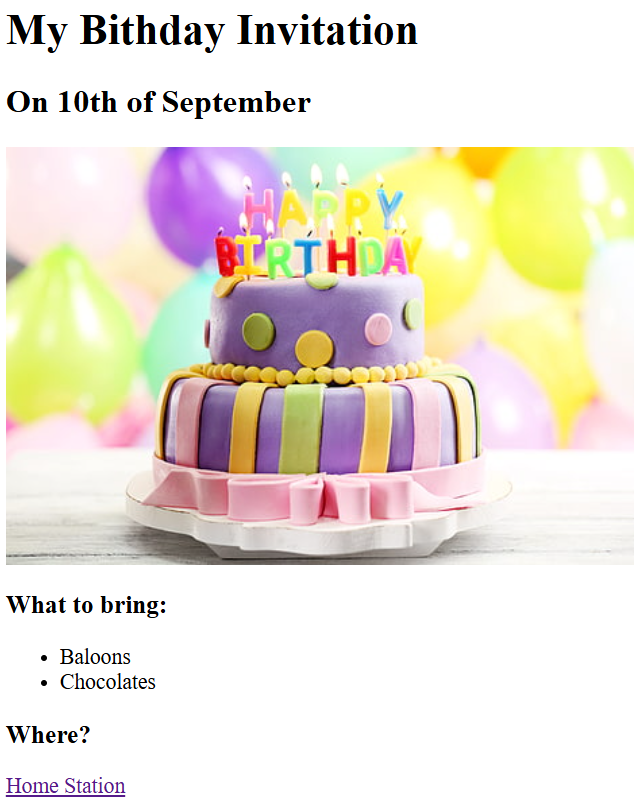 My Bithday Invitation
On 10th of September
HAPPY
BIRTHDAY
What to bring:
Baloons
Chocolates
Where?
Home Station